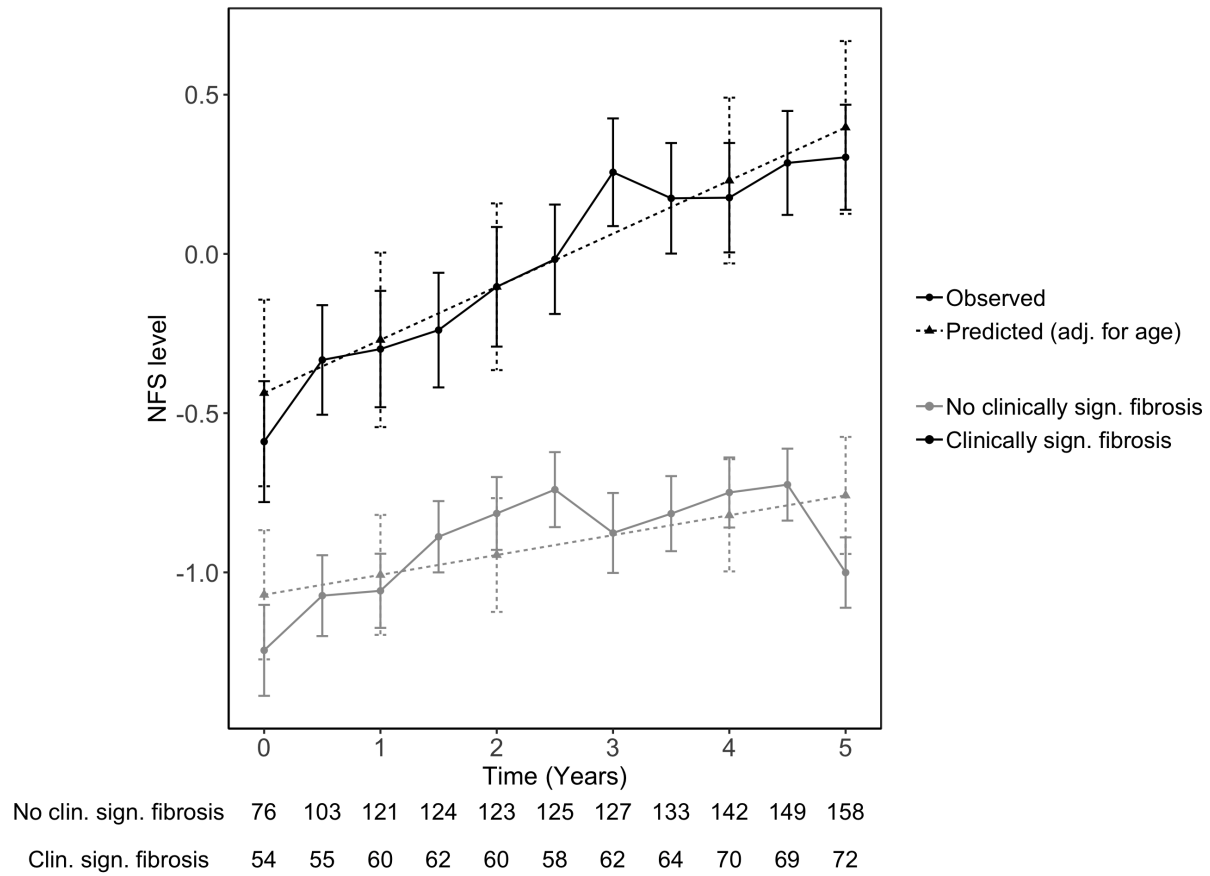 0.5
0.0
-0.5
-1.0
NFS level
0 1 2 3 4 5
Time (Years)
Observed
Predicted (adj. for age)
No clinically sign. fibrosis
Clinically sign. fibrosis
No clin. sign. fibrosis 76 103 121 124 123 125 127 133 142 149 158
Clin. sign. fibrosis 54 55 60 62 60 58 62 64 70 69 72